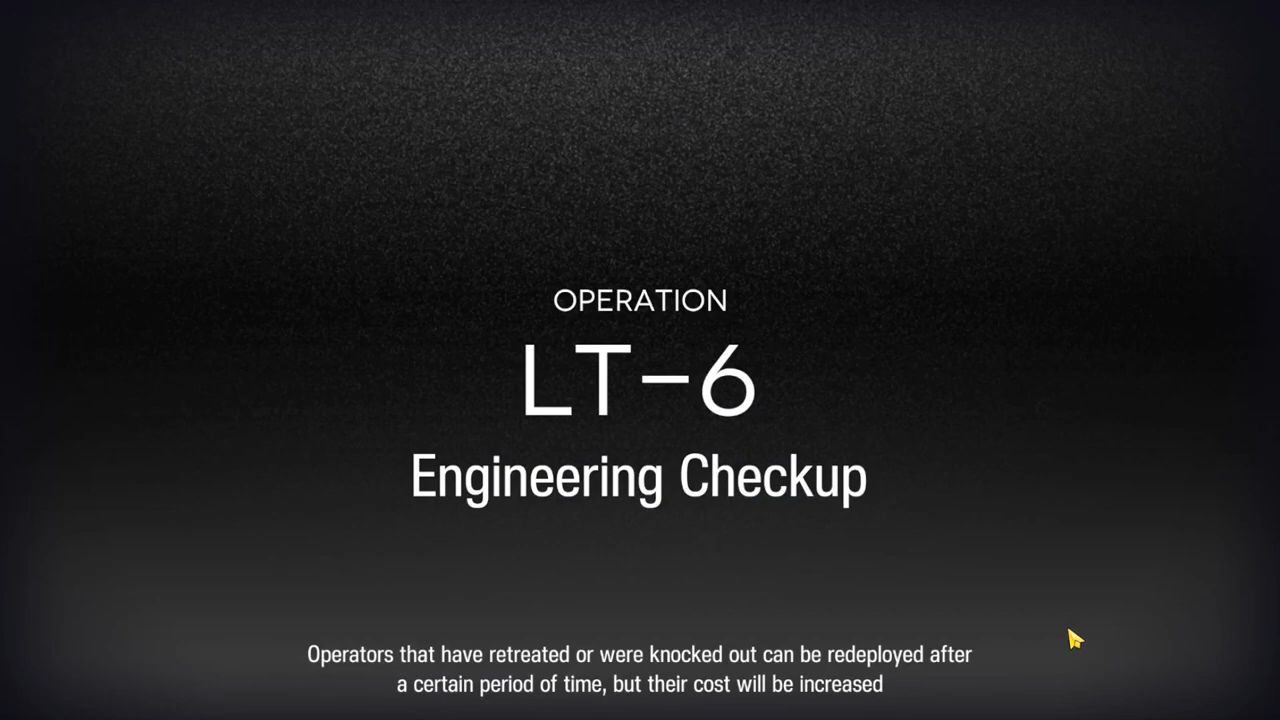 OPERATION
LT-6
Engineering Checkup
Operators that have retreated or were knocked out can be redeployed after
a certain period of time, but their cost will be increased